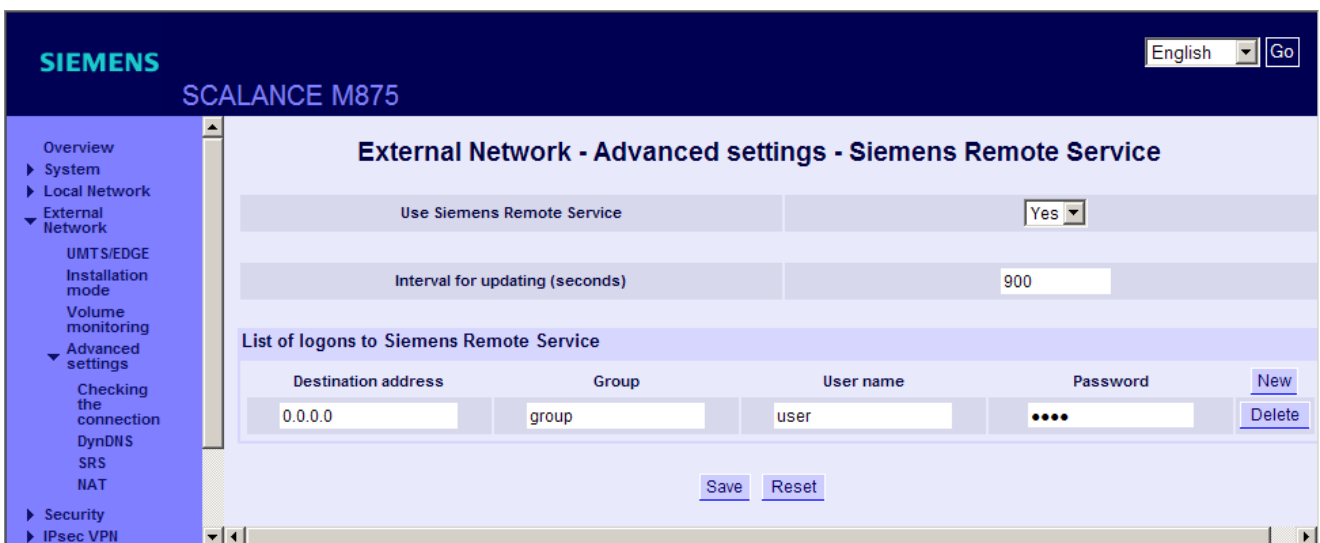 SIEMENS
English
Go
SCALANCE M875
Overview
System
Local Network
External
Network
UMTS/EDGE
Installation
mode
Volume
monitoring
Advanced
settings
Checking
the
connection
DynDNS
SRS
NAT
Security
IPsec VPN
External Network - Advanced settings - Siemens Remote Service
Use Siemens Remote Service Yes
Interval for updating (seconds) 900
List of logons to Siemens Remote Service
Destination address Group User name Password New
0.0.0.0 group user •••• Delete
Save Reset